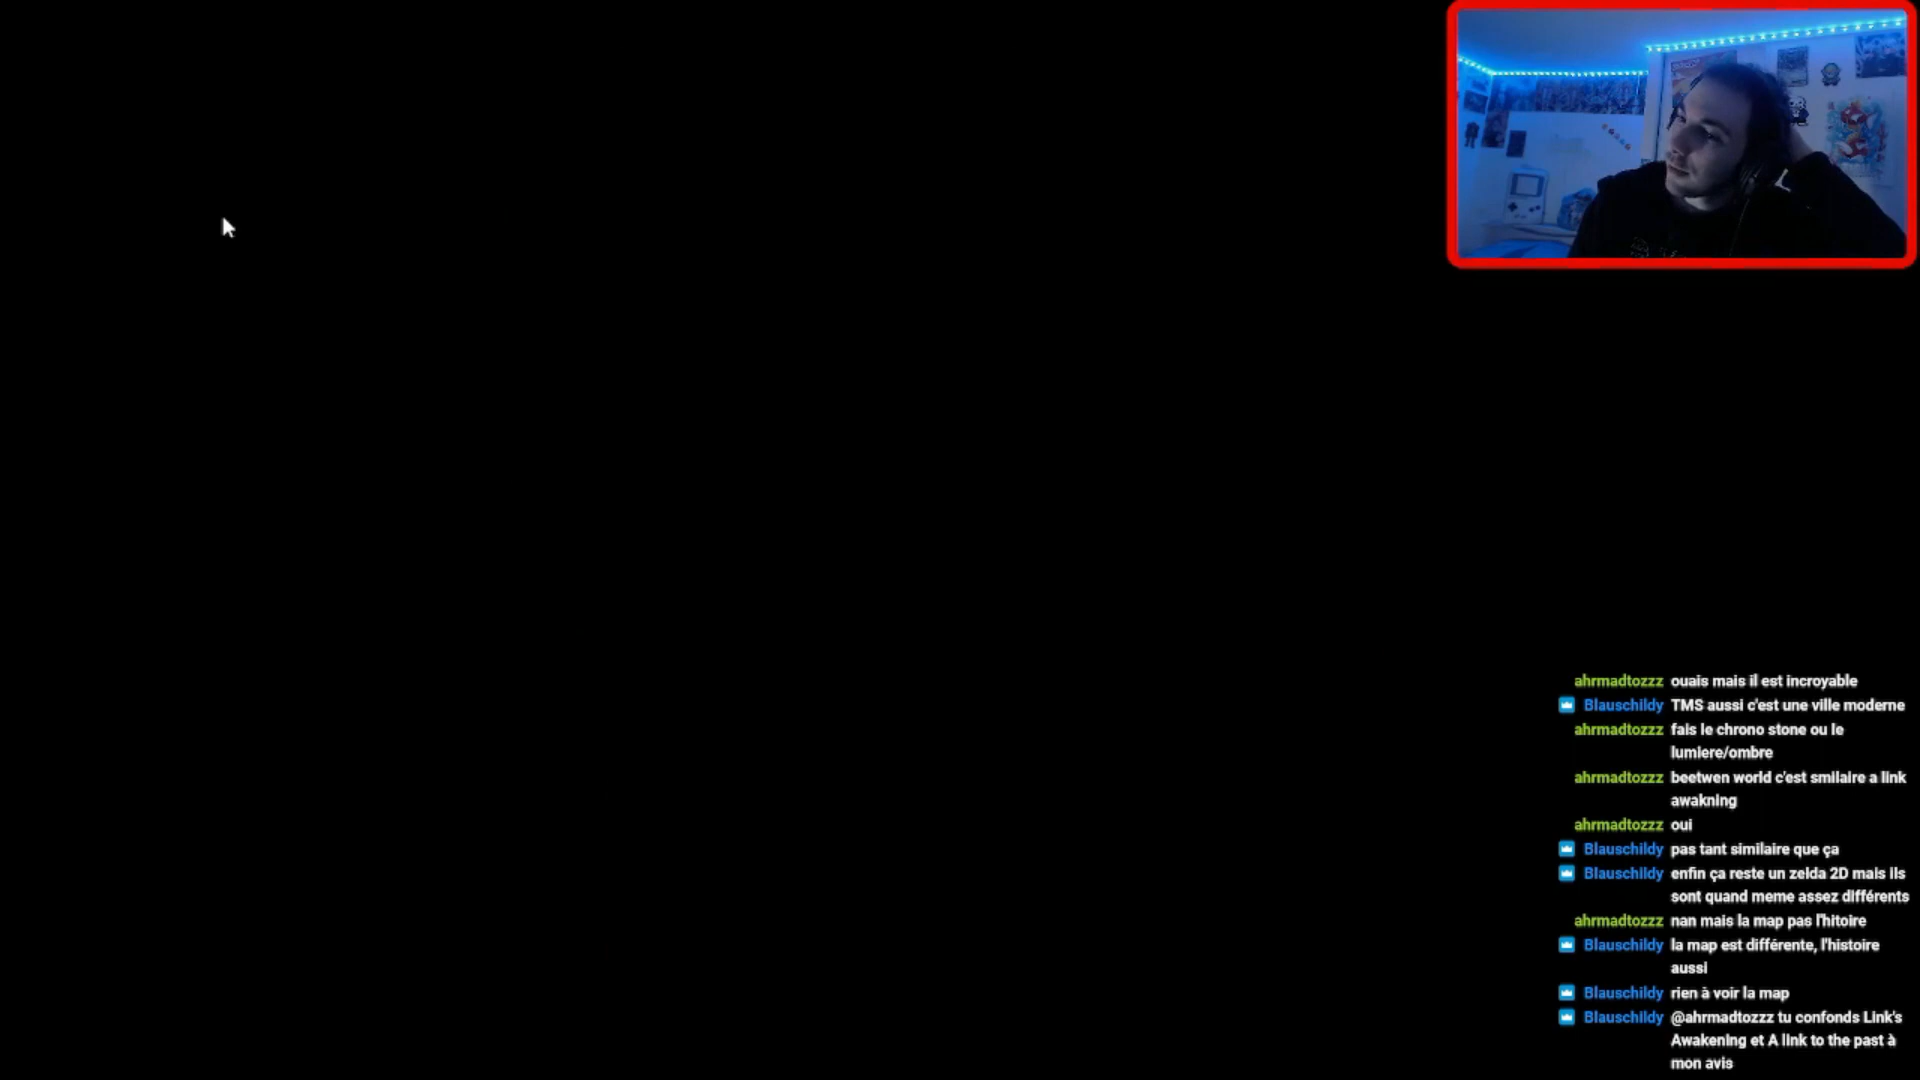 ahrmadtozzz ouais mais il est incroyable
Blauschildy TMS aussi c'est une ville moderne
ahrmadtozzz fais le chrono stone ou le
lumiere/ombre
ahrmadtozzz beetwen world c'est smilaire a link
awakning
ahrmadtozzz oui
Blauschildy pas tant similaire que ça
Blauschildy enfin ça reste un zelda 2D mais ils
sont quand meme assez différents
ahrmadtozzz nan mais la map pas l'hitoire
Blauschildy la map est différente, l'histoire
aussi
Blauschildy rien à voir la map
Blauschildy @ahrmadtozzz tu confonds Link's
Awakening et A link to the past à
mon avis